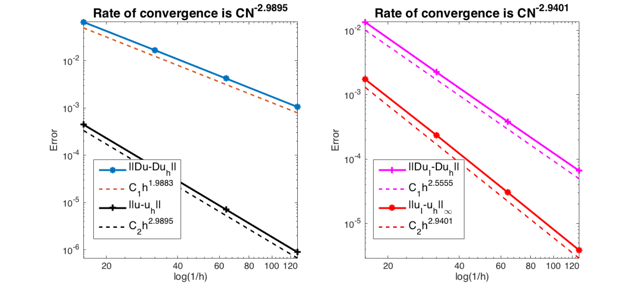 Rate of convergence is CN^-2.9895
10^-2
10^-3
10^-4
10^-5
10^-6
Error
||Du-Du_h||
C_1h^1.9883
||u-u_h||
C_2h^2.9895
20 40 60 80 100 120
log(1/h)
Rate of convergence is CN^-2.9401
10^-2
10^-3
10^-4
10^-5
Error
||Du_I-Du_h||
C_1h^2.5555
||u_I-u_h||_∞
C_2h^2.9401
20 40 60 80 100 120
log(1/h)